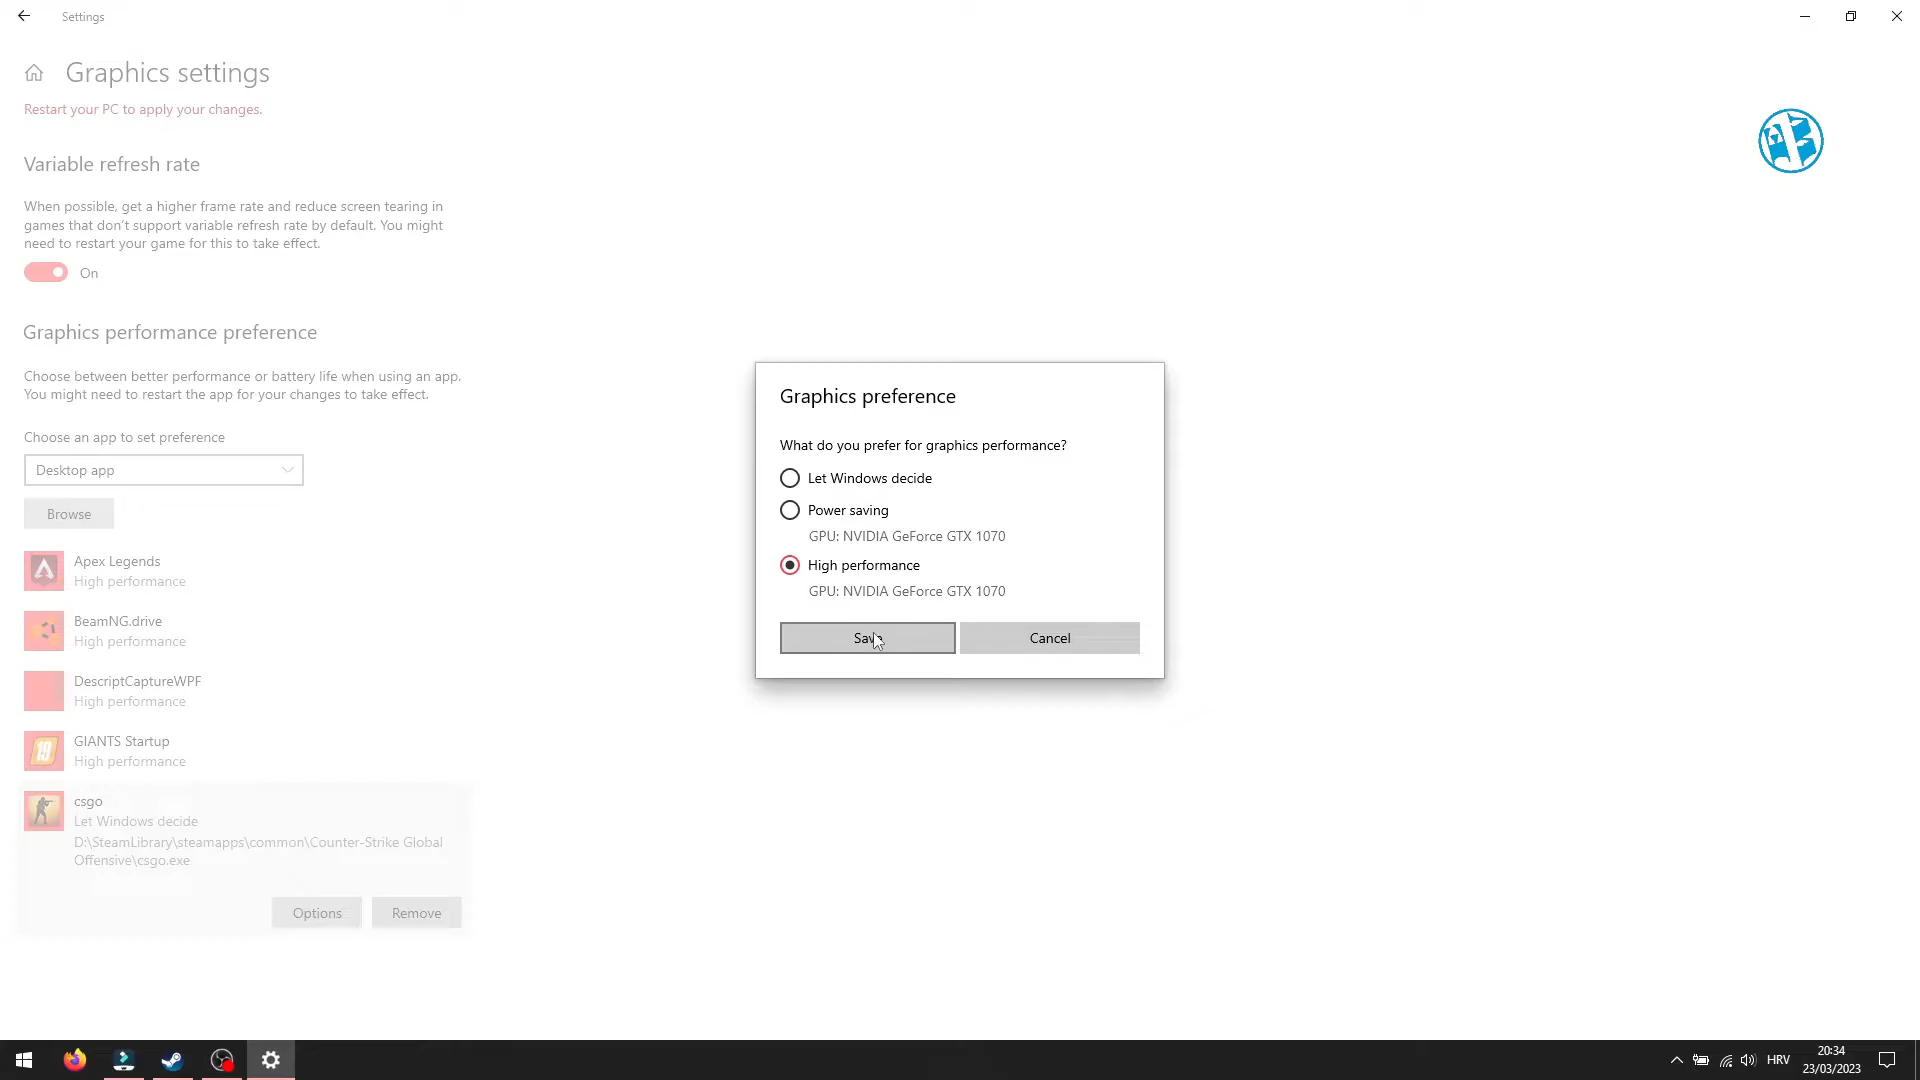 Settings
Graphics settings
Restart your PC to apply your changes.
Variable refresh rate
When possible, get a higher frame rate and reduce screen tearing in
games that don't support variable refresh rate by default. You might
need to restart your game for this to take effect.
On
Graphics performance preference
Choose between better performance or battery life when using an app.
You might need to restart the app for your changes to take effect.
Choose an app to set preference
Desktop app
Browse
Apex Legends
High performance
BeamNG.drive
High performance
DescriptCaptureWPF
High performance
19
GIANTS Startup
High performance
csgo
Let Windows decide
D:\SteamLibrary\steamapps\common\Counter-Strike Global
Offensive\csgo.exe
Options
Remove
Graphics preference
What do you prefer for graphics performance?
Let Windows decide
Power saving
GPU: NVIDIA GeForce GTX 1070
High performance
GPU: NVIDIA GeForce GTX 1070
Save
Cancel
HRV
20:34
23/03/2023